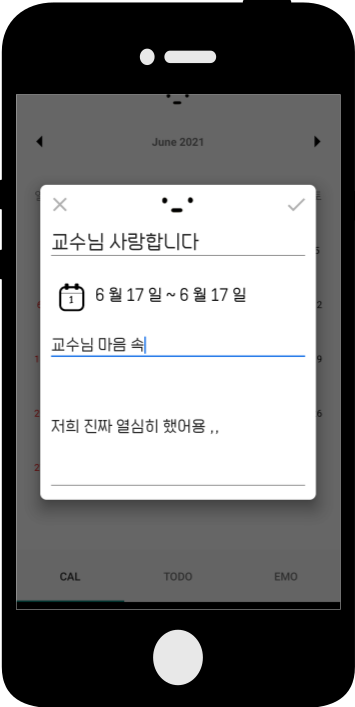 June 2021
•_•
교수님 사랑합니다
1
6 월 17 일 ~ 6 월 17 일
교수님 마음 속
저희 진짜 열심히 했어용 ,,
CAL
TODO
EMO